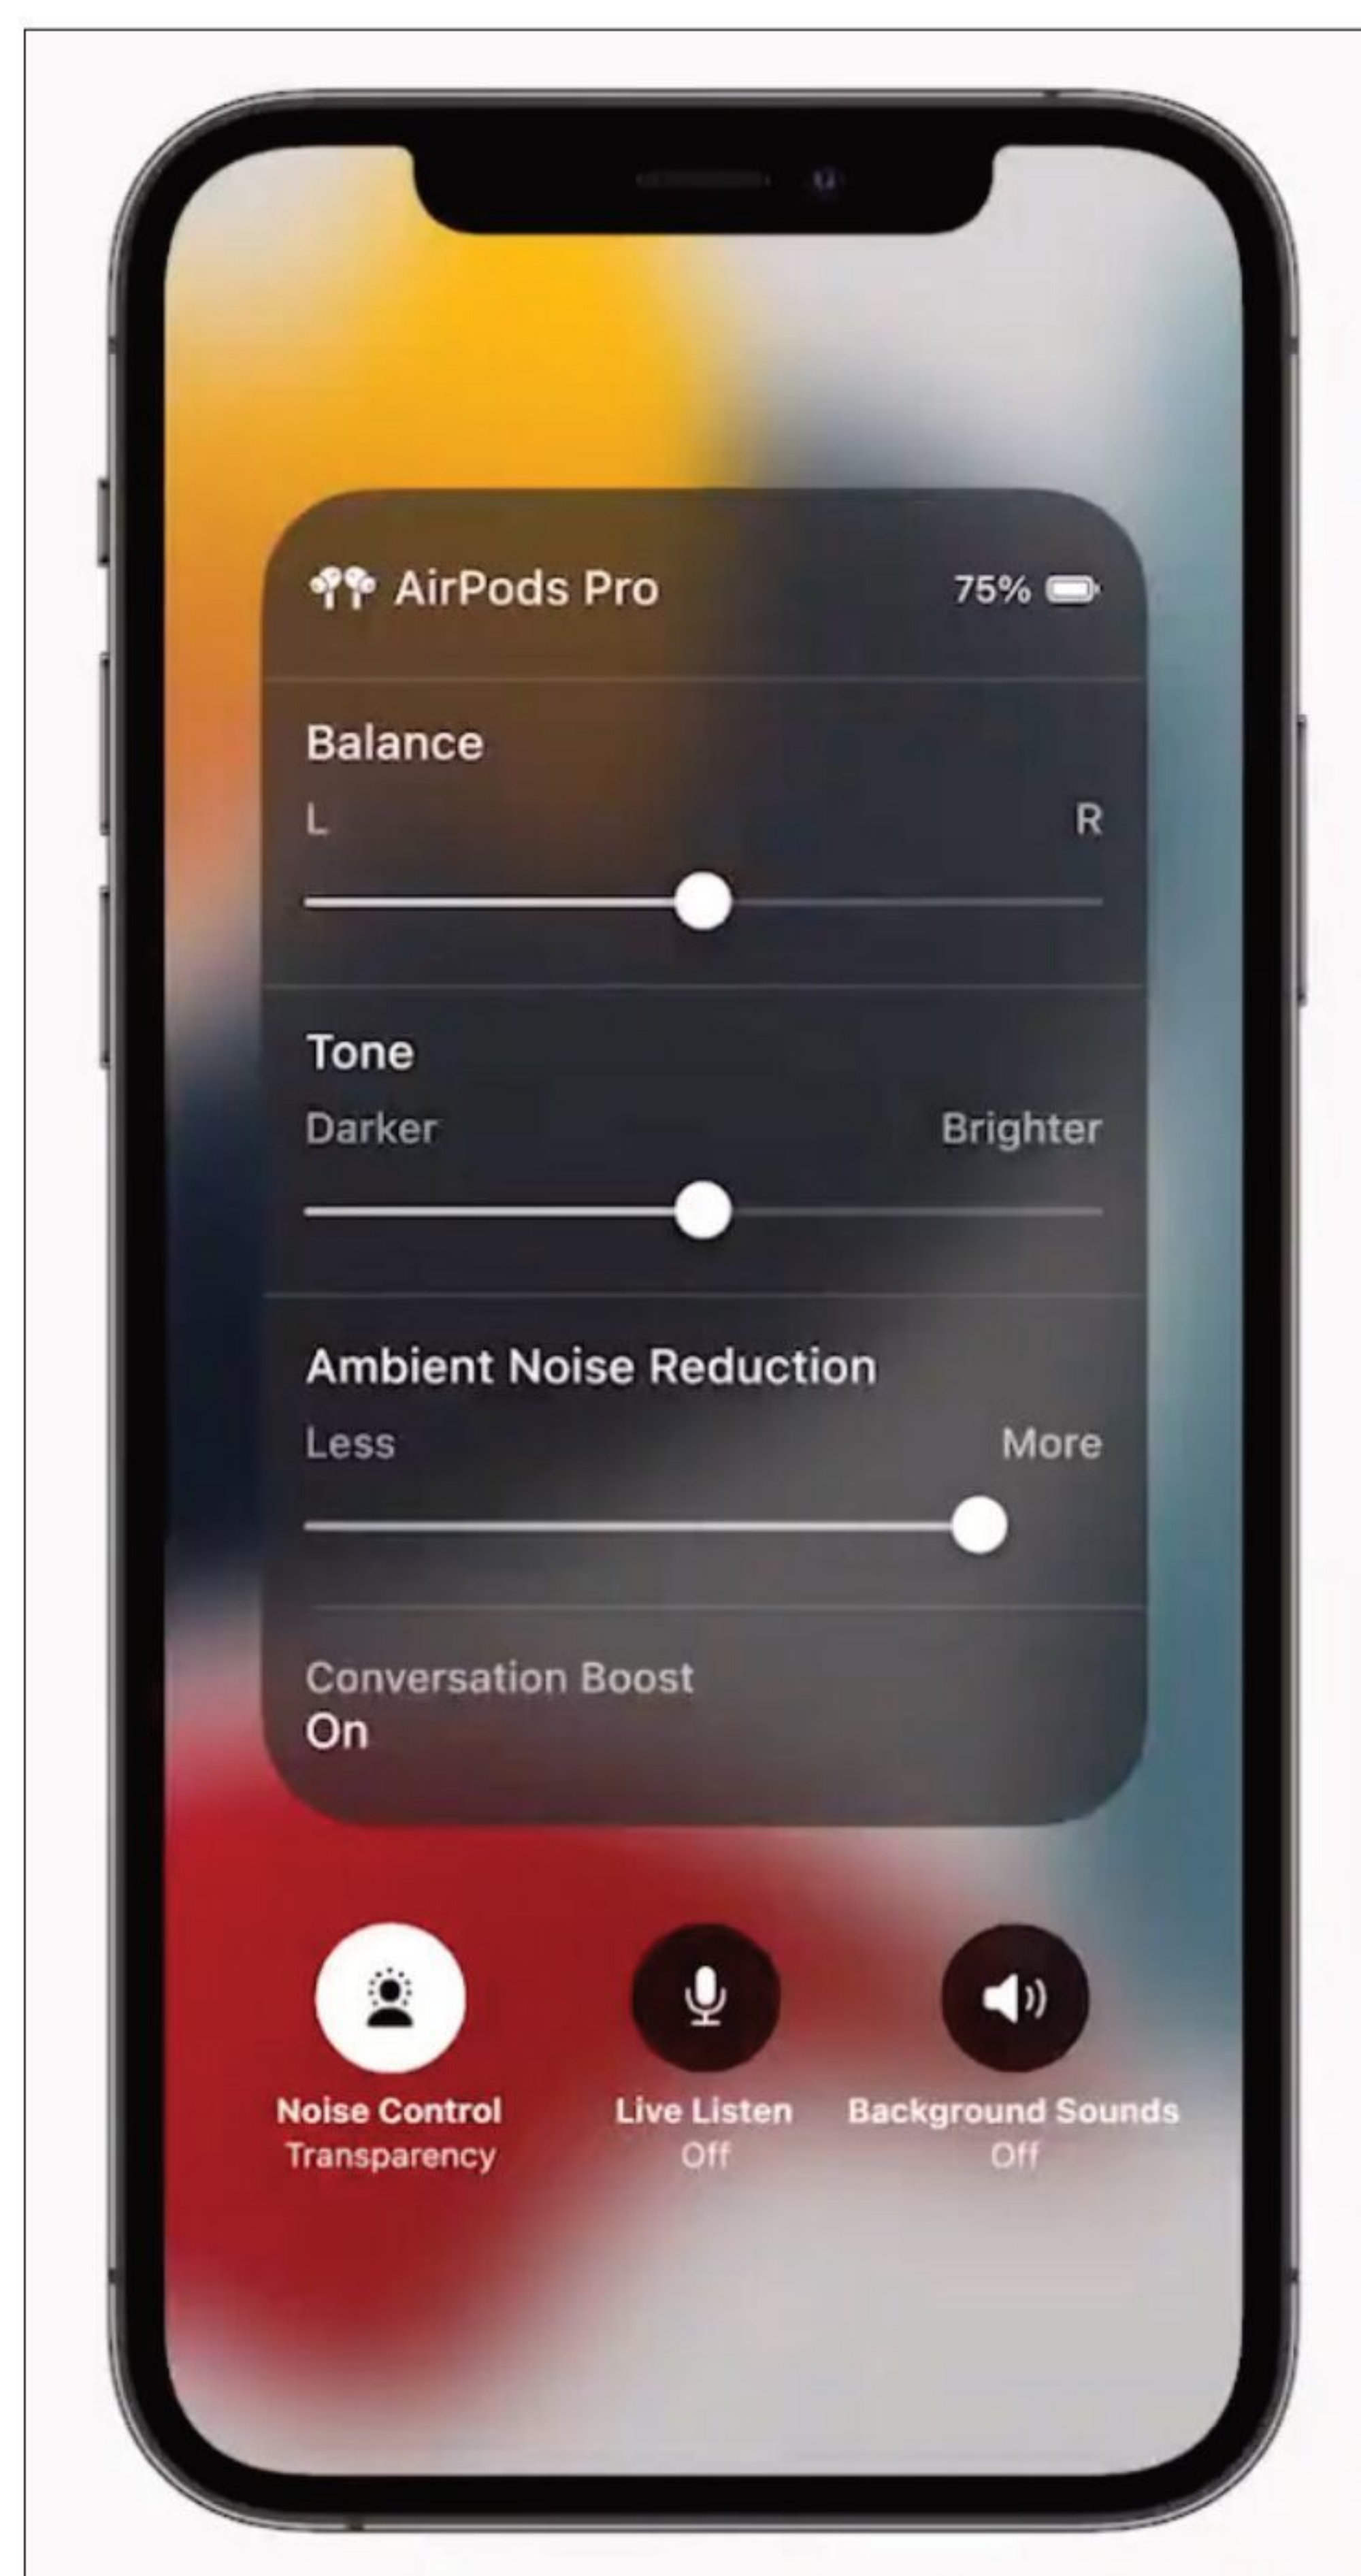 AirPods Pro 75%
Balance
L R
Tone
Darker Brighter
Ambient Noise Reduction
Less More
Conversation Boost
On
Noise Control Live Listen Background Sounds
Transparency Off Off